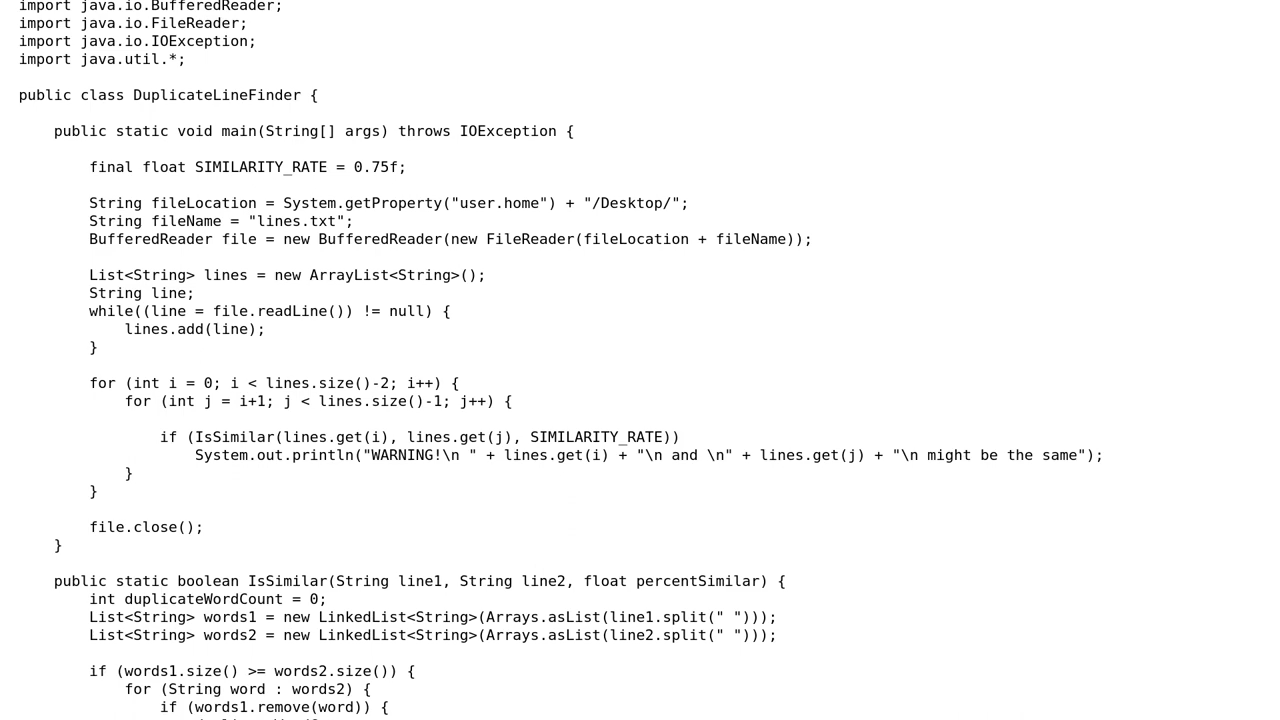 import java.io.BufferedReader;
import java.io.FileReader;
import java.io.IOException;
import java.util.*;
public class DuplicateLineFinder {
public static void main(String[] args) throws IOException {
final float SIMILARITY_RATE = 0.75f;
String fileLocation = System.getProperty("user.home") + "/Desktop/";
String fileName = "lines.txt";
BufferedReader file = new BufferedReader(new FileReader(fileLocation + fileName));
List<String> lines = new ArrayList<String>();
String line;
while((line = file.readLine()) != null) {
lines.add(line);
}
for (int i = 0; i < lines.size()-2; i++) {
for (int j = i+1; j < lines.size()-1; j++) {
if (IsSimilar(lines.get(i), lines.get(j), SIMILARITY_RATE))
System.out.println("WARNING!\n " + lines.get(i) + "\n and \n" + lines.get(j) + "\n might be the same");
}
}
file.close();
}
public static boolean IsSimilar(String line1, String line2, float percentSimilar) {
int duplicateWordCount = 0;
List<String> words1 = new LinkedList<String>(Arrays.asList(line1.split(" ")));
List<String> words2 = new LinkedList<String>(Arrays.asList(line2.split(" ")));
if (words1.size() >= words2.size()) {
for (String word : words2) {
if (words1.remove(word)) {